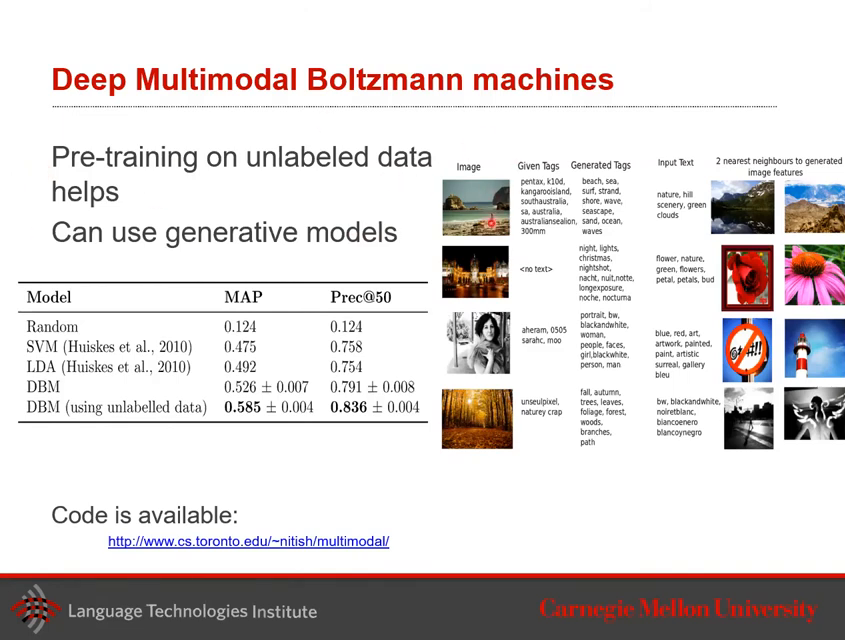 Deep Multimodal Boltzmann machines
Pre-training on unlabeled data
helps
Can use generative models
Model MAP Prec@50
Random 0.124 0.124
SVM (Huiskes et al., 2010) 0.475 0.758
LDA (Huiskes et al., 2010) 0.492 0.754
DBM 0.526 ± 0.007 0.791 ± 0.008
DBM (using unlabelled data) 0.585 ± 0.004 0.836 ± 0.004
Image
Given Tags
Generated Tags
pentax, k10d,
kangarooisland,
southaustralia,
sa, australia,
australiansealion,
300mm
beach, sea,
surf, strand,
shore, wave,
seascape,
sand, ocean,
waves
<no text>
night, lights,
christmas,
nightshot,
nacht, nuit,notte,
longexposure,
noche, nocturna
aheram, 0505
sarahc, moo
portrait, bw,
blackandwhite,
woman,
people, faces,
girl,blackwhite,
person, man
unseulpixel,
naturey crap
fall, autumn,
trees, leaves,
foliage, forest,
woods,
branches,
path
Input Text
2 nearest neighbours to generated
image features
nature, hill
scenery, green
clouds
flower, nature,
green, flowers,
petal, petals, bud
blue, red, art,
artwork, painted,
paint, artistic
surreal, gallery
bleu
@#!!
bw, blackandwhite,
noiretblanc,
biancoenero
blancoynegro
Code is available:
http://www.cs.toronto.edu/~nitish/multimodal/
Language Technologies Institute
Carnegie Mellon University